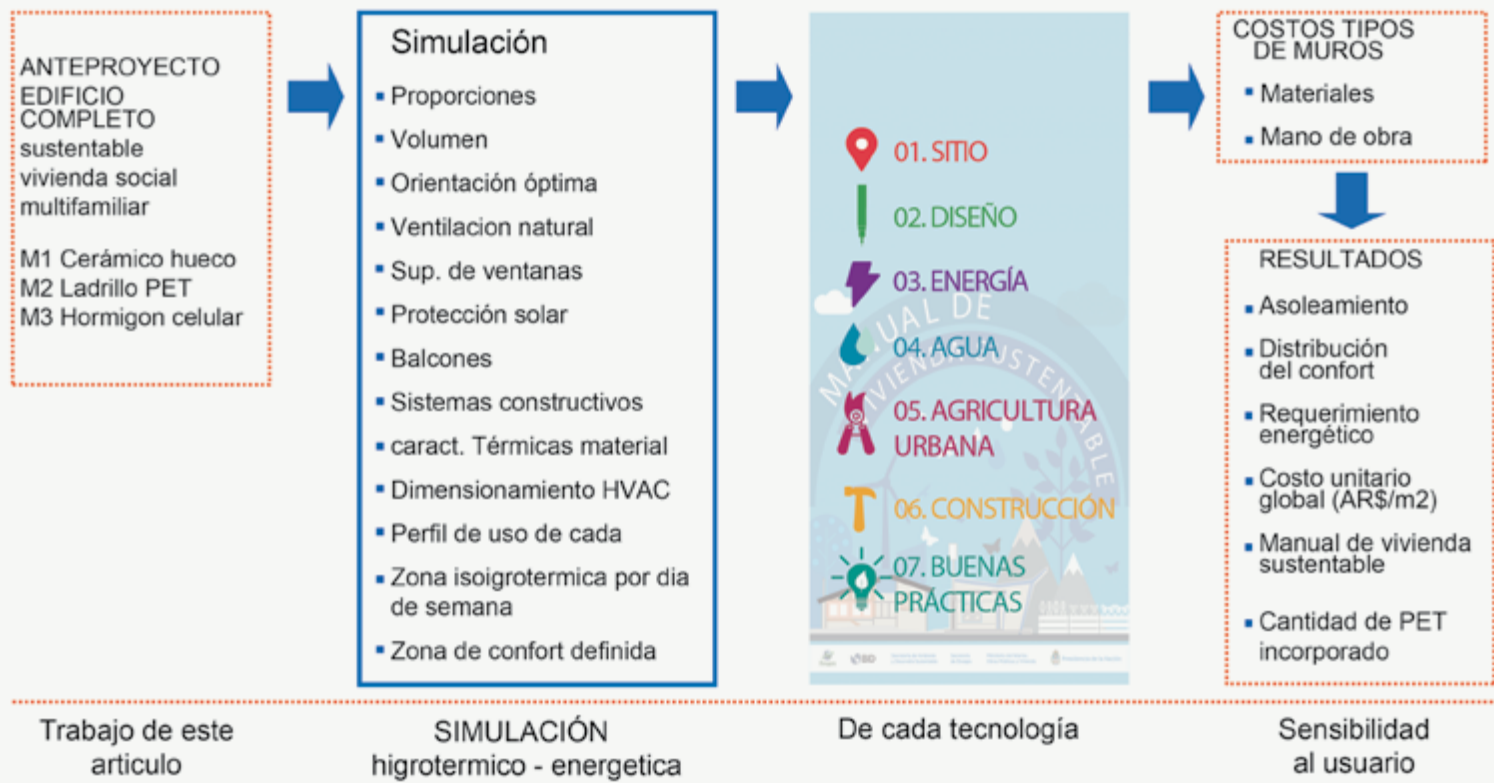 ANTEPROYECTO
EDIFICIO
COMPLETO
sustentable
vivienda social
multifamiliar
M1 Cerámico hueco
M2 Ladrillo PET
M3 Hormigon celular
Simulación
Proporciones
Volumen
Orientación óptima
Ventilacion natural
Sup. de ventanas
Protección solar
Balcones
Sistemas constructivos
caract. Térmicas material
Dimensionamiento HVAC
Perfil de uso de cada
Zona isoigrotermica por dia
de semana
Zona de confort definida
MANUAL DE
VIVIENDA SUSTENTABLE
01. SITIO
02. DISEÑO
03. ENERGÍA
04. AGUA
05. AGRICULTURA
URBANA
06. CONSTRUCCIÓN
07. BUENAS
PRÁCTICAS
BID
COSTOS TIPOS
DE MUROS
Materiales
Mano de obra
RESULTADOS
Asoleamiento
Distribución
del confort
Requerimiento
energético
Costo unitario
global (AR$/m2)
Manual de vivienda
sustentable
Cantidad de PET
incorporado
Trabajo de este
articulo
SIMULACIÓN
higrotermico - energetica
De cada tecnología
Sensibilidad
al usuario